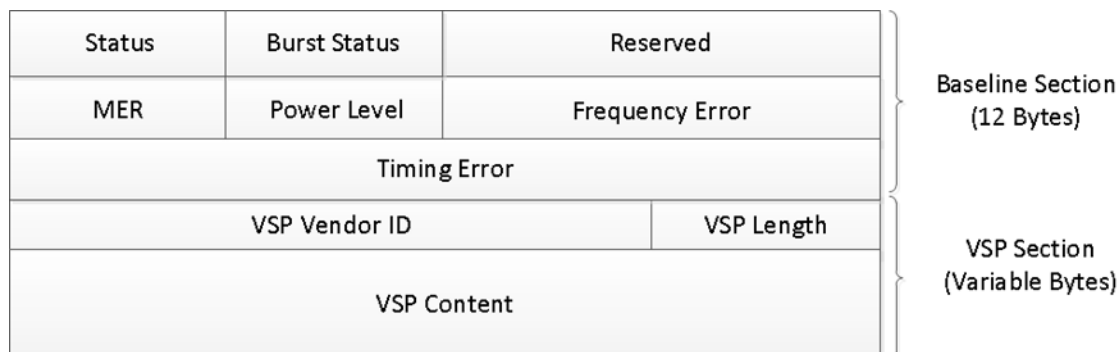 Status
Burst Status
Reserved
MER
Power Level
Frequency Error
Timing Error
Baseline Section
(12 Bytes)
VSP Vendor ID
VSP Length
VSP Content
VSP Section
(Variable Bytes)